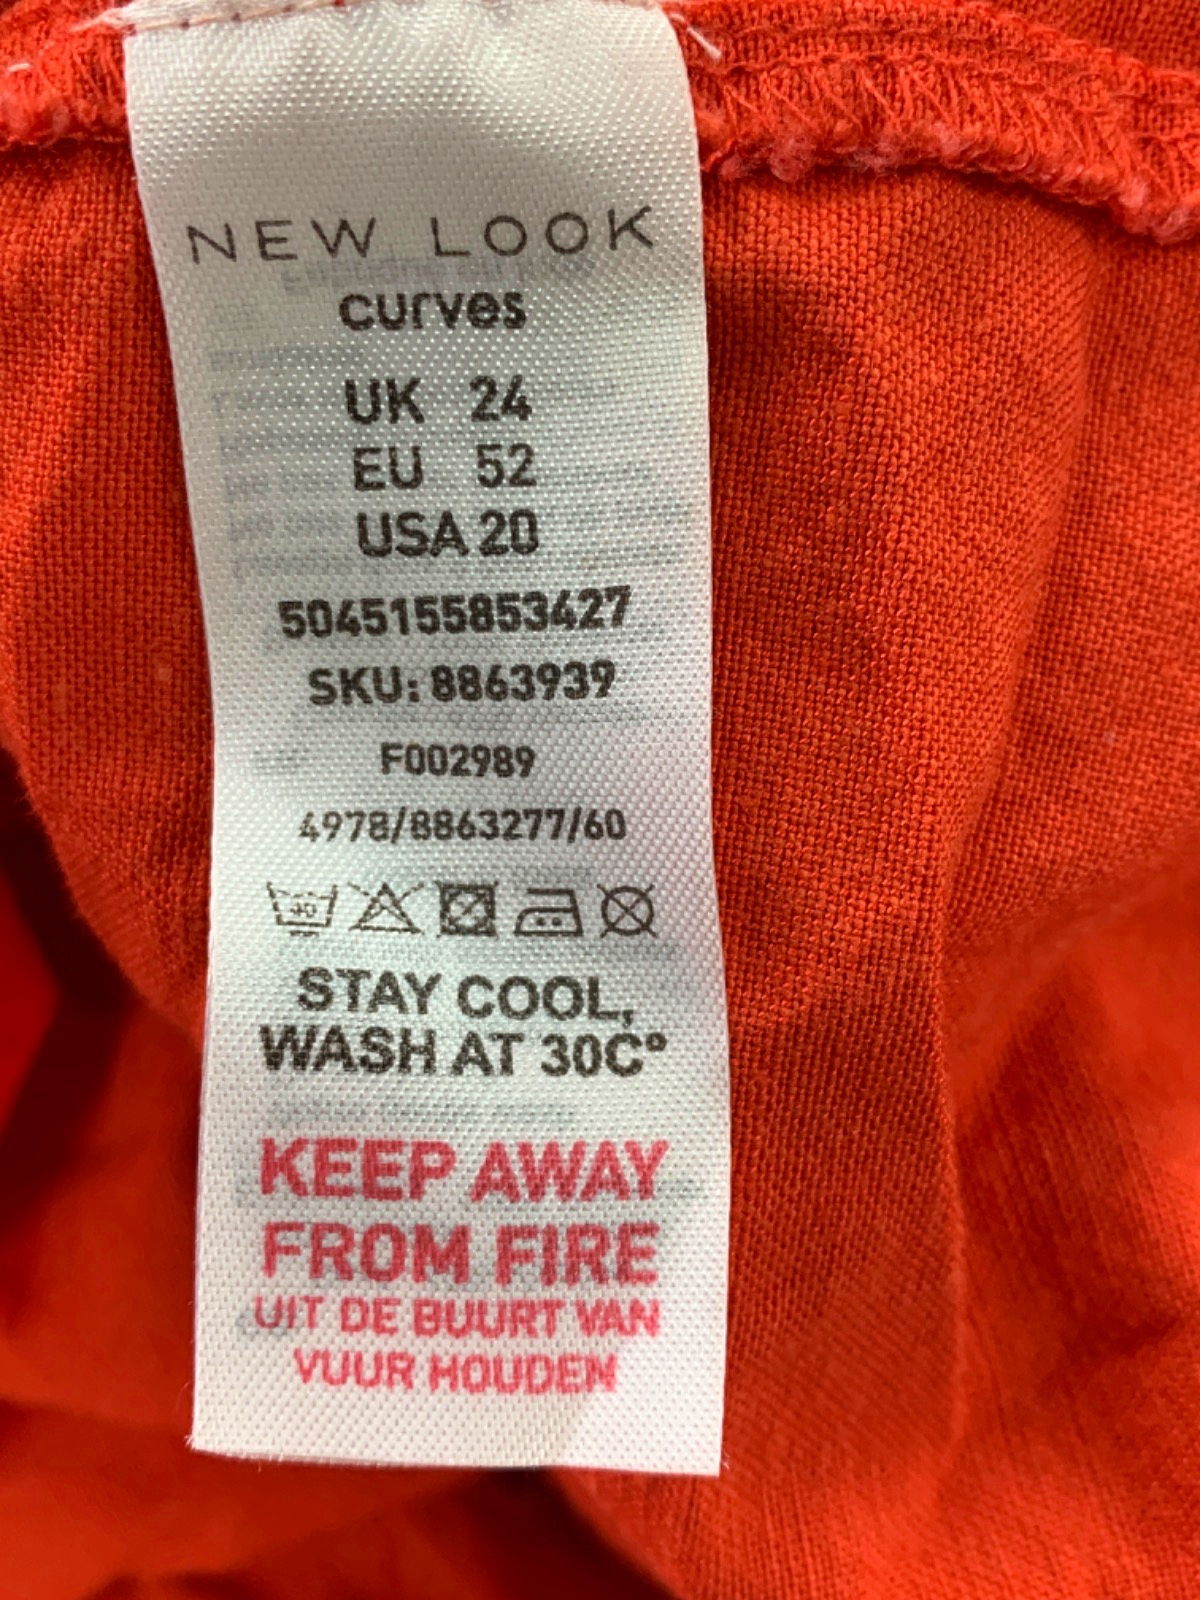 NEW LOOK
curves
UK 24
EU 52
USA 20
5045155853427
SKU: 8863939
F002989
4978/8863277/60
STAY COOL,
WASH AT 30C°
KEEP AWAY
FROM FIRE
UIT DE BUURT VAN
VUUR HOUDEN